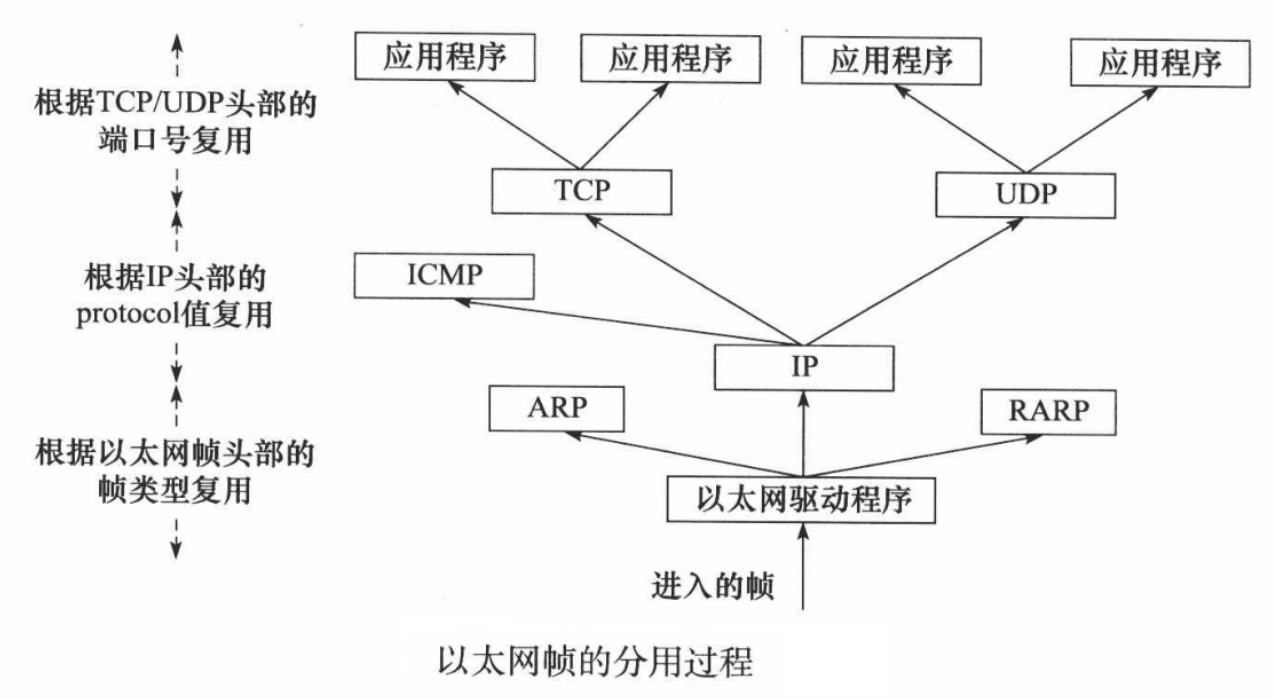 应用程序
应用程序
应用程序
应用程序
根据TCP/UDP头部的
端口号复用
TCP
UDP
根据IP头部的
protocol值复用
ICMP
IP
ARP
RARP
根据以太网帧头部的
帧类型复用
以太网驱动程序
进入的帧
以太网帧的分用过程